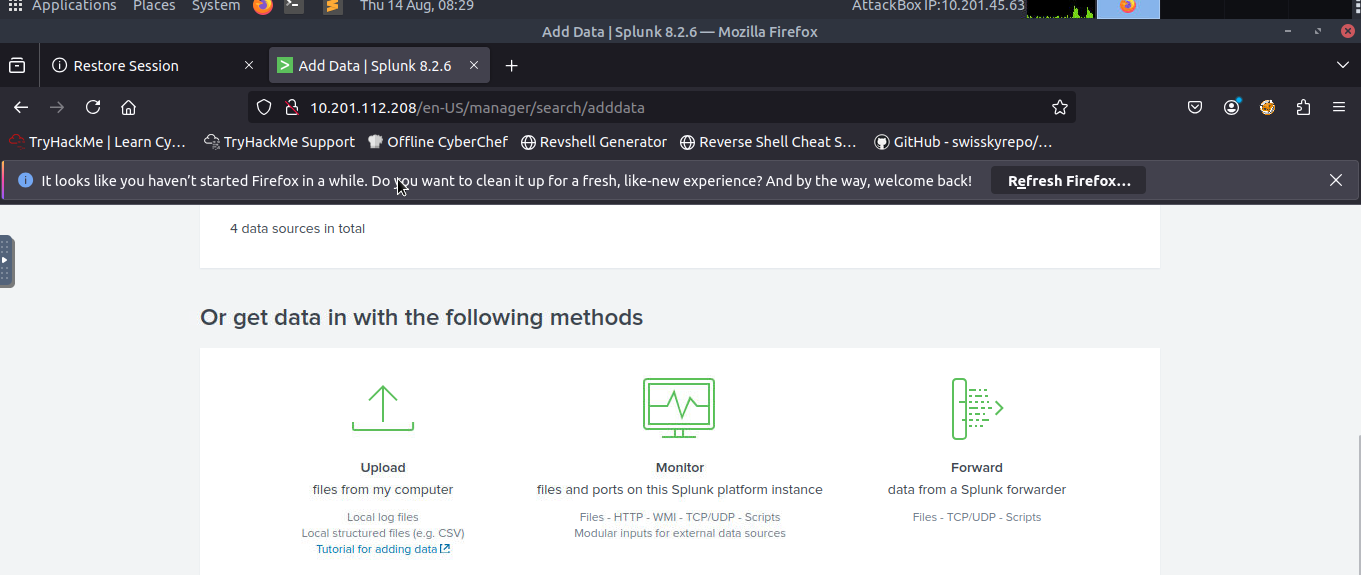 Applications Places System Thu 14 Aug, 08:29 AttackBox IP:10.201.45.63
Add Data | Splunk 8.2.6 — Mozilla Firefox
Restore Session Add Data | Splunk 8.2.6
10.201.112.208/en-US/manager/search/adddata
TryHackMe | Learn Cy... TryHackMe Support Offline CyberChef Revshell Generator Reverse Shell Cheat S... GitHub - swisskyrepo/...
It looks like you haven't started Firefox in a while. Do you want to clean it up for a fresh, like-new experience? And by the way, welcome back! Refresh Firefox...
4 data sources in total
Or get data in with the following methods
Upload
files from my computer
Local log files
Local structured files (e.g. CSV)
Tutorial for adding data
Monitor
files and ports on this Splunk platform instance
Files - HTTP - WMI - TCP/UDP - Scripts
Modular inputs for external data sources
Forward
data from a Splunk forwarder
Files - TCP/UDP - Scripts